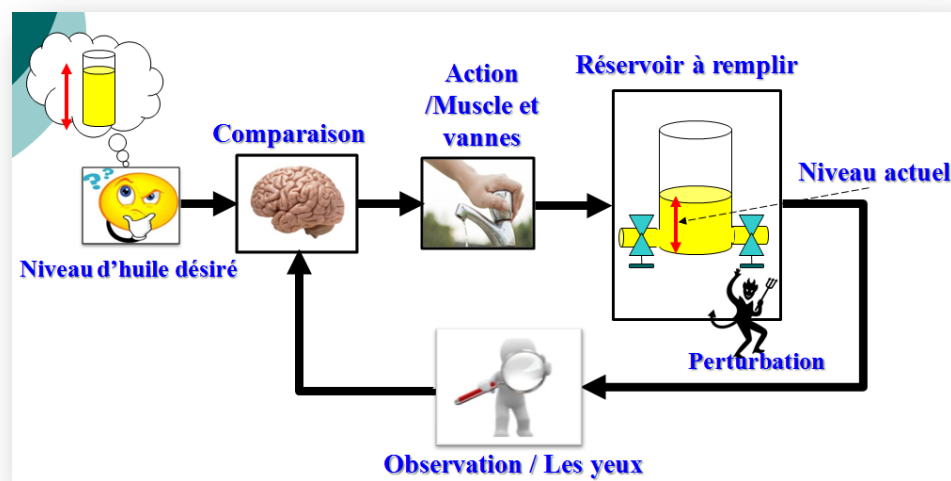 Réservoir à remplir
Action
/Muscle et
vannes
Comparaison
Niveau actuel
Niveau d'huile désiré
Perturbation
Observation / Les yeux
??